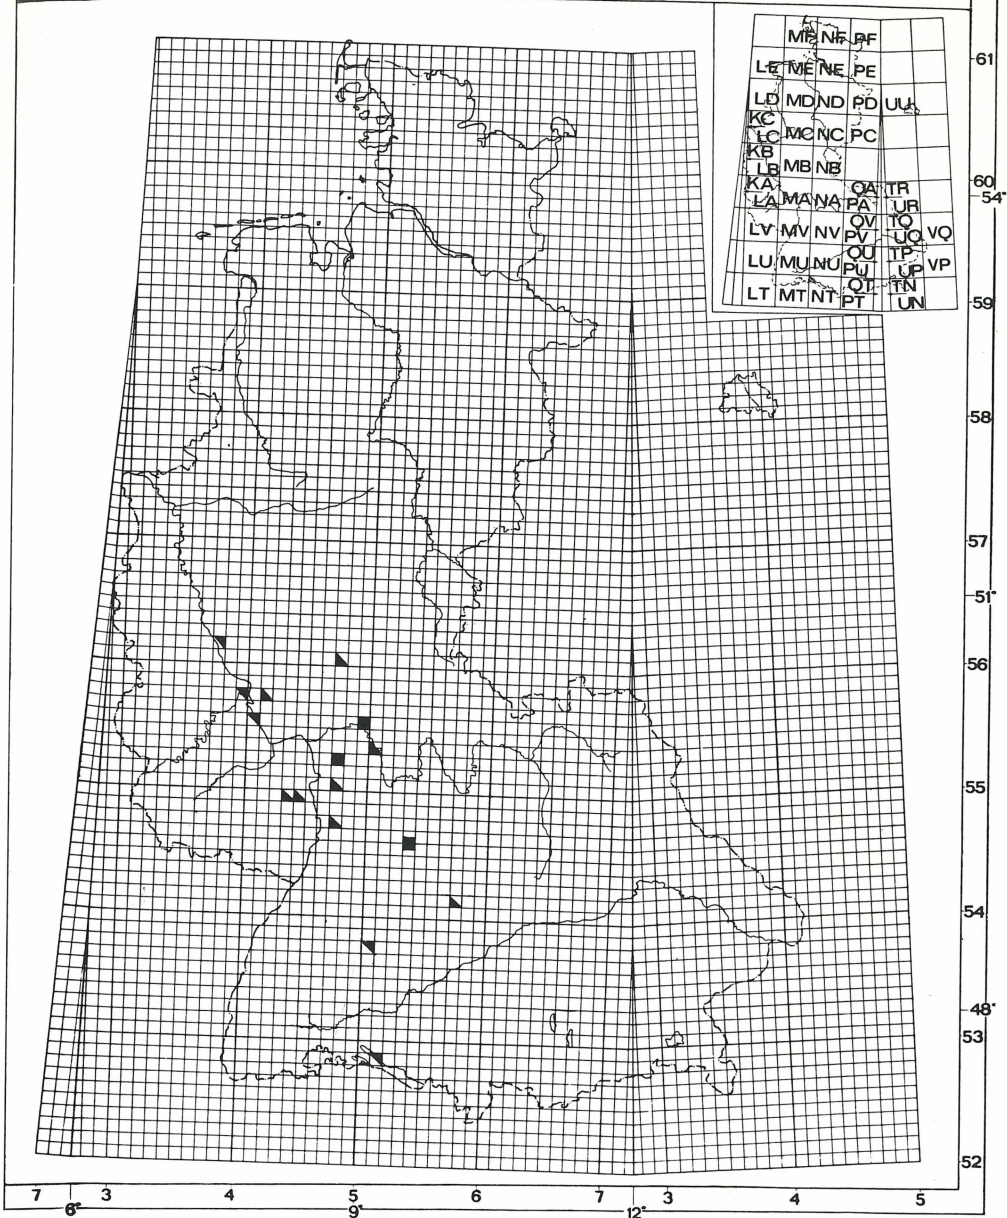 MF NF PF
LE ME NE PE
LD MD ND PD UU
KC
LC MC NC PC
KB
LB MB NB
KA QA TR
LA MA NA PA UR
QV TQ
LV MV NV PV UQ VQ
QU TP
LU MU NU PU UP VP
QT TN
LT MT NT PT UN
61
60
54°
59
58
57
51°
56
55
54
48°
53
52
7 3 4 5 6 7 3 4 5
6° 9° 12°